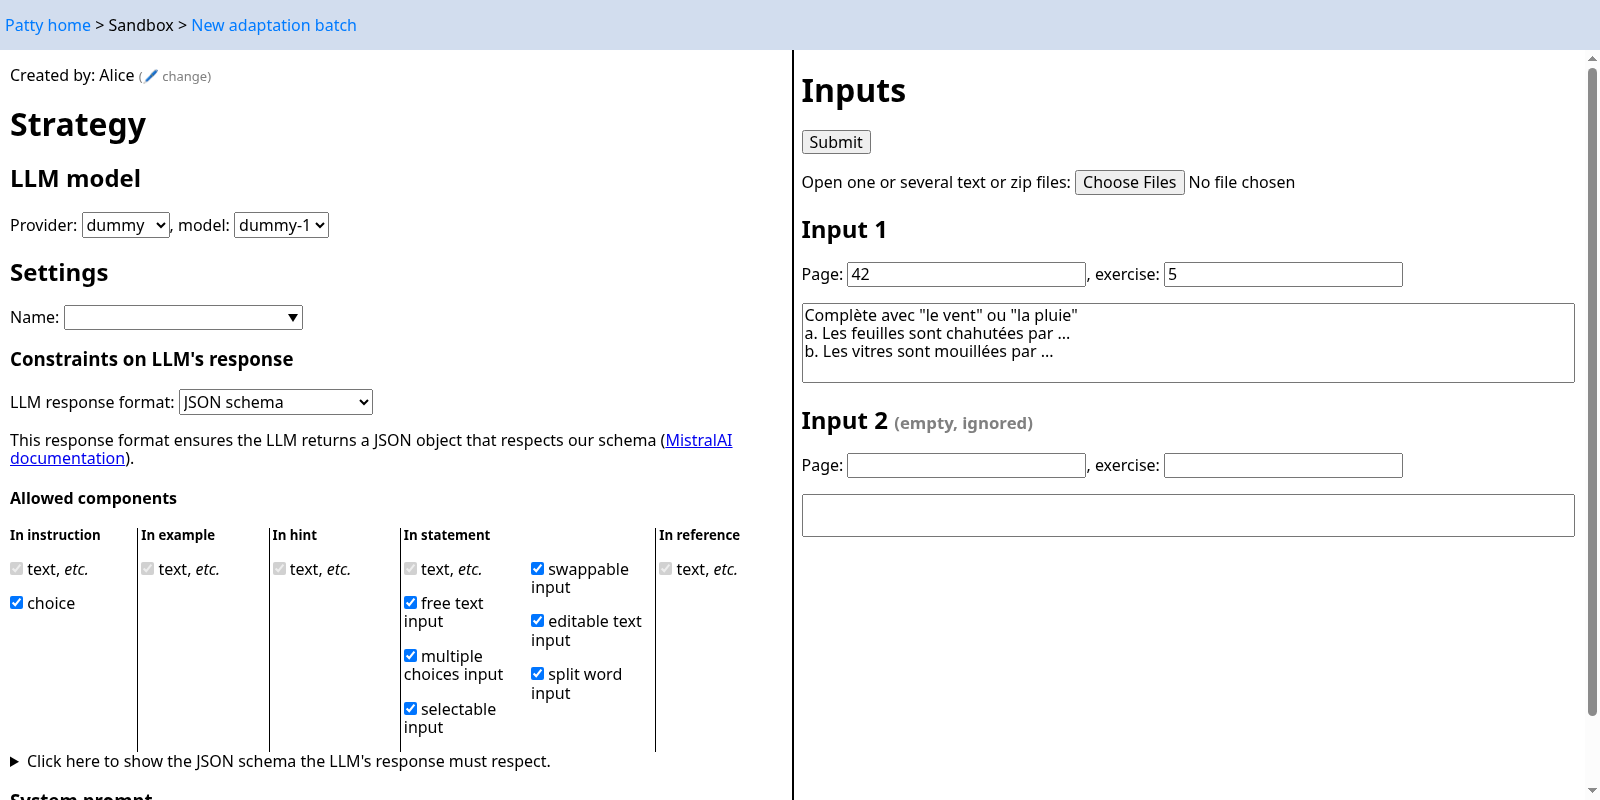 Patty home > Sandbox > New adaptation batch
Created by: Alice (🖊️ change)
Strategy
LLM model
Provider: dummy, model: dummy-1
Settings
Name:
Constraints on LLM's response
LLM response format: JSON schema
This response format ensures the LLM returns a JSON object that respects our schema (MistralAI
documentation).
Allowed components
In instruction
text, etc.
choice
In example
text, etc.
In hint
text, etc.
In statement
text, etc.
free text
input
multiple
choices input
selectable
input
swappable
input
editable text
input
split word
input
In reference
text, etc.
Click here to show the JSON schema the LLM's response must respect.
System prompt
Inputs
Submit
Open one or several text or zip files: Choose Files No file chosen
Input 1
Page: 42, exercise: 5
Complète avec "le vent" ou "la pluie"
a. Les feuilles sont chahutées par ...
b. Les vitres sont mouillées par ...
Input 2 (empty, ignored)
Page: , exercise: